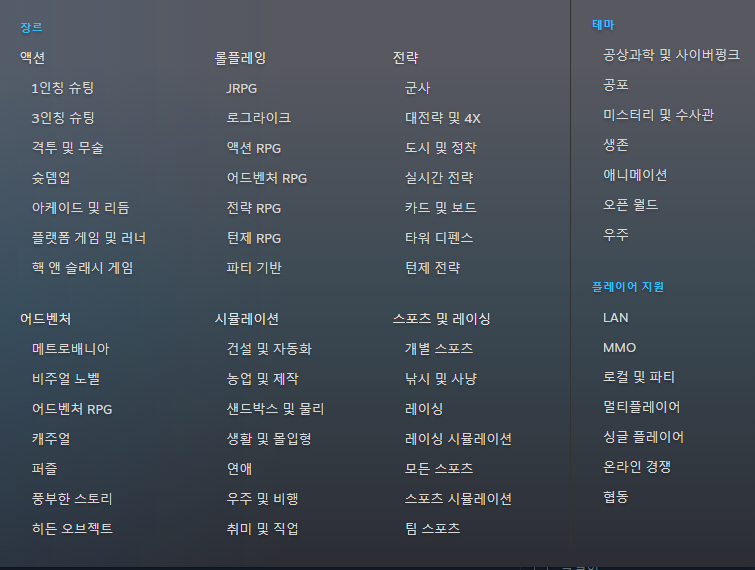 장르
액션
1인칭 슈팅
3인칭 슈팅
격투 및 무술
슛뎀업
아케이드 및 리듬
플랫폼 게임 및 러너
핵 앤 슬래시 게임
롤플레잉
JRPG
로그라이크
액션 RPG
어드벤처 RPG
전략 RPG
턴제 RPG
파티 기반
전략
군사
대전략 및 4X
도시 및 정착
실시간 전략
카드 및 보드
타워 디펜스
턴제 전략
어드벤처
메트로배니아
비주얼 노벨
어드벤처 RPG
캐주얼
퍼즐
풍부한 스토리
히든 오브젝트
시뮬레이션
건설 및 자동화
농업 및 제작
샌드박스 및 물리
생활 및 몰입형
연애
우주 및 비행
취미 및 직업
스포츠 및 레이싱
개별 스포츠
낚시 및 사냥
레이싱
레이싱 시뮬레이션
모든 스포츠
스포츠 시뮬레이션
팀 스포츠
테마
공상과학 및 사이버펑크
공포
미스터리 및 수사관
생존
애니메이션
오픈 월드
우주
플레이어 지원
LAN
MMO
로컬 및 파티
멀티플레이어
싱글 플레이어
온라인 경쟁
협동